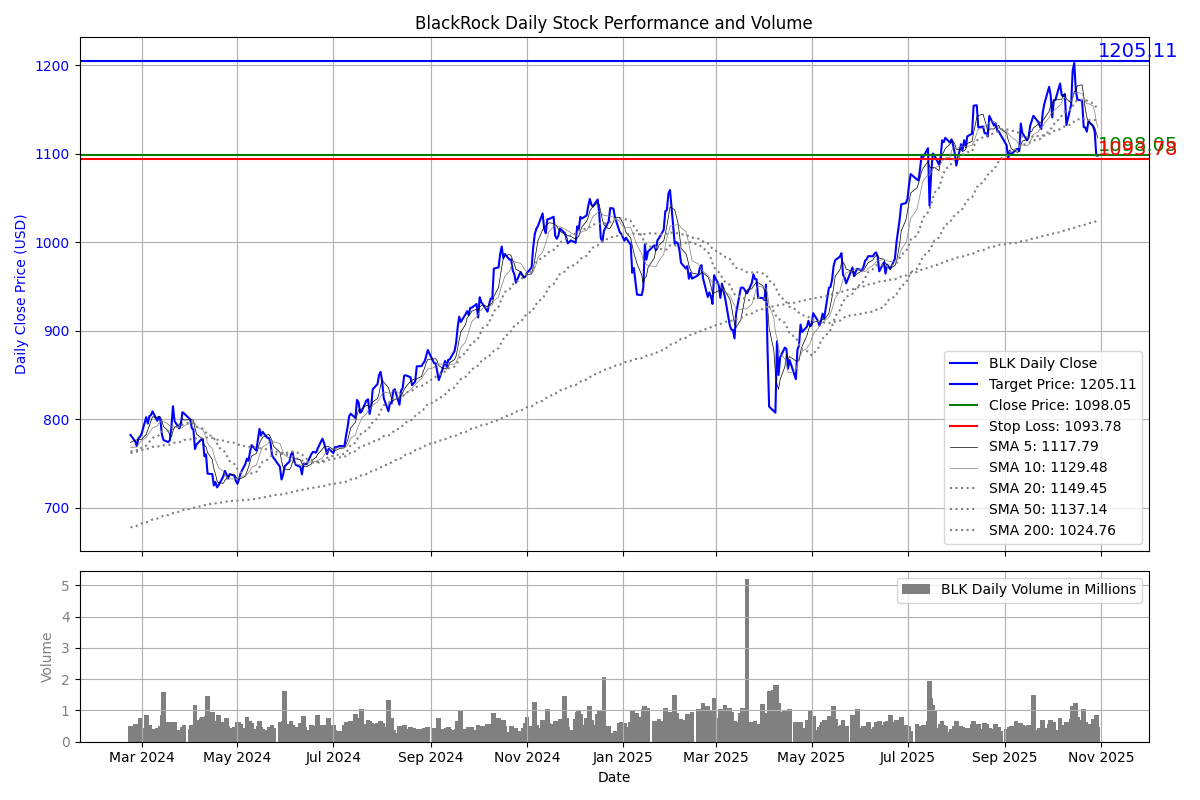 BlackRock Daily Stock Performance and Volume
1205.11
1200
1100
1000
900
800
700
Daily Close Price (USD)
1098.05
1093.78
BLK Daily Close
Target Price: 1205.11
Close Price: 1098.05
Stop Loss: 1093.78
SMA 5: 1117.79
SMA 10: 1129.48
SMA 20: 1149.45
SMA 50: 1137.14
SMA 200: 1024.76
BLK Daily Volume in Millions
5
4
3
2
1
0
Volume
Mar 2024 May 2024 Jul 2024 Sep 2024 Nov 2024 Jan 2025 Mar 2025 May 2025 Jul 2025 Sep 2025 Nov 2025
Date